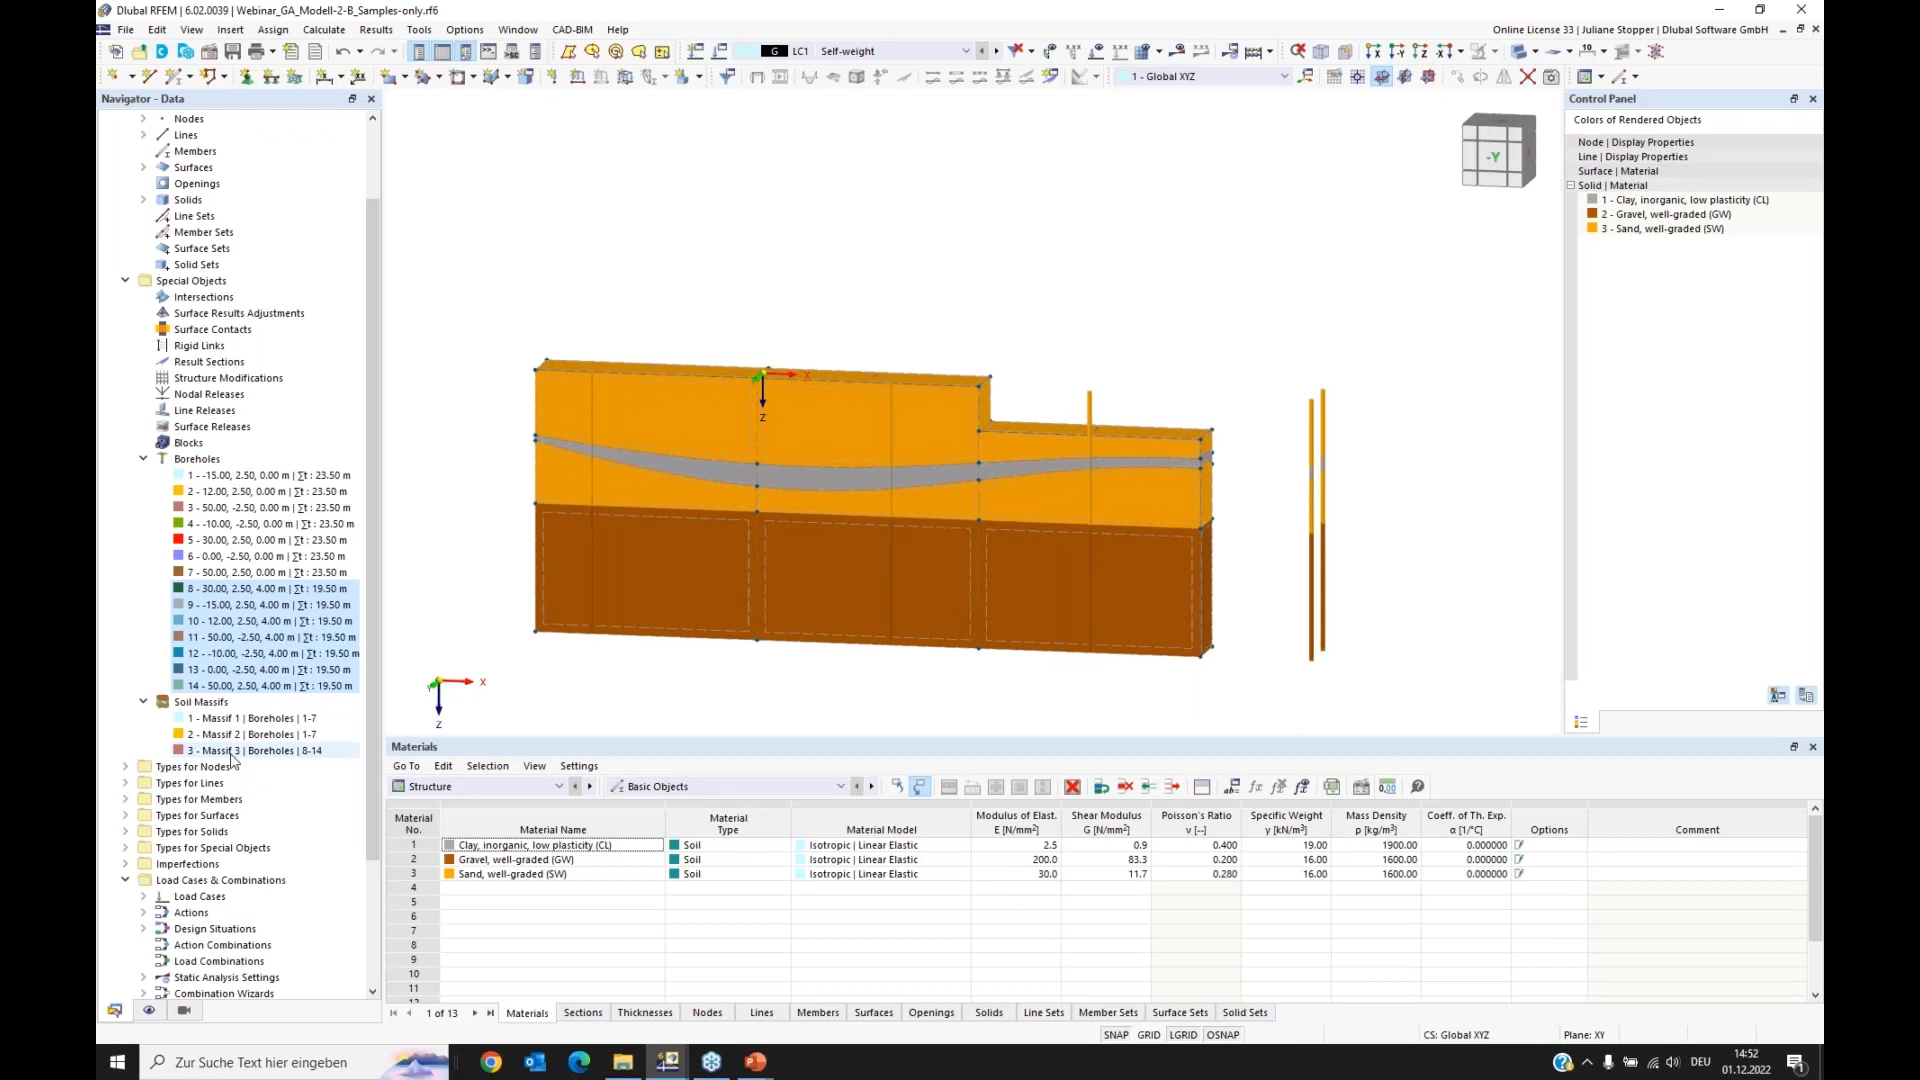 Dlubal RFEM | 6.02.0039 | Webinar_GA_Modell-2-B_Samples-only.rf6
File Edit View Insert Assign Calculate Results Tools Options Window CAD-BIM Help
Online License 33 | Juliane Stopper | Dlubal Software GmbH
G LC1 Self-weight
1 - Global XYZ
Navigator - Data
Nodes
Lines
Members
Surfaces
Openings
Solids
Line Sets
Member Sets
Surface Sets
Solid Sets
Special Objects
Intersections
Surface Results Adjustments
Surface Contacts
Rigid Links
Result Sections
Structure Modifications
Nodal Releases
Line Releases
Surface Releases
Blocks
Boreholes
1 - -15.00, 2.50, 0.00 m | ∑t : 23.50 m
2 - 12.00, 2.50, 0.00 m | ∑t : 23.50 m
3 - 50.00, -2.50, 0.00 m | ∑t : 23.50 m
4 - -10.00, -2.50, 0.00 m | ∑t : 23.50 m
5 - 30.00, 2.50, 0.00 m | ∑t : 23.50 m
6 - 0.00, -2.50, 0.00 m | ∑t : 23.50 m
7 - 50.00, 2.50, 0.00 m | ∑t : 23.50 m
8 - 30.00, 2.50, 4.00 m | ∑t : 19.50 m
9 - -15.00, 2.50, 4.00 m | ∑t : 19.50 m
10 - 12.00, 2.50, 4.00 m | ∑t : 19.50 m
11 - 50.00, -2.50, 4.00 m | ∑t : 19.50 m
12 - -10.00, -2.50, 4.00 m | ∑t : 19.50 m
13 - 0.00, -2.50, 4.00 m | ∑t : 19.50 m
14 - 50.00, 2.50, 4.00 m | ∑t : 19.50 m
Soil Massifs
1 - Massif 1 | Boreholes | 1-7
2 - Massif 2 | Boreholes | 1-7
3 - Massif 3 | Boreholes | 8-14
Types for Nodes
Types for Lines
Types for Members
Types for Surfaces
Types for Solids
Types for Special Objects
Imperfections
Load Cases & Combinations
Load Cases
Actions
Design Situations
Action Combinations
Load Combinations
Static Analysis Settings
Combination Wizards
-Y
X
Z
X
Y
Z
Control Panel
Colors of Rendered Objects
Node | Display Properties
Line | Display Properties
Surface | Material
Solid | Material
1 - Clay, inorganic, low plasticity (CL)
2 - Gravel, well-graded (GW)
3 - Sand, well-graded (SW)
Materials
Go To Edit Selection View Settings
Structure Basic Objects
Material No. Material Name Material Type Material Model Modulus of Elast. E [N/mm²] Shear Modulus G [N/mm²] Poisson's Ratio ν [--] Specific Weight γ [kN/m³] Mass Density ρ [kg/m³] Coeff. of Th. Exp. α [1/°C] Options Comment
1 Clay, inorganic, low plasticity (CL) Soil Isotropic | Linear Elastic 2.5 0.9 0.400 19.00 1900.00 0.000000
2 Gravel, well-graded (GW) Soil Isotropic | Linear Elastic 200.0 83.3 0.200 16.00 1600.00 0.000000
3 Sand, well-graded (SW) Soil Isotropic | Linear Elastic 30.0 11.7 0.280 16.00 1600.00 0.000000
4
5
6
7
8
9
10
11
12
1 of 13 Materials Sections Thicknesses Nodes Lines Members Surfaces Openings Solids Line Sets Member Sets Surface Sets Solid Sets
SNAP GRID LGRID OSNAP CS: Global XYZ Plane: XY
Zur Suche Text hier eingeben
DEU
14:52
01.12.2022
1